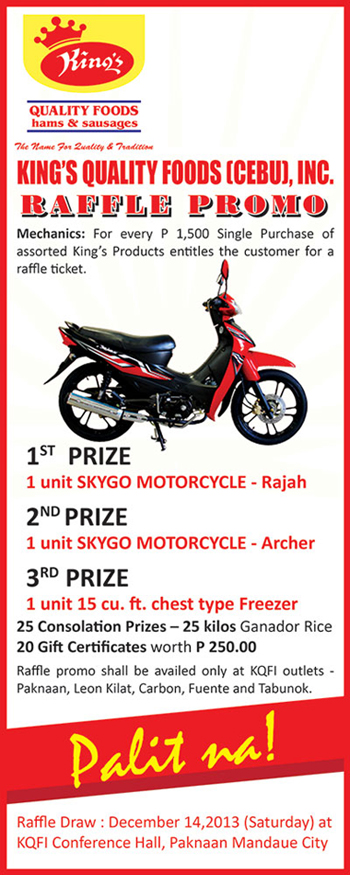 King's
QUALITY FOODS
hams & sausages
The Name For Quality & Tradition
KING'S QUALITY FOODS (CEBU), INC.
RAFFLE PROMO
Mechanics: For every P 1,500 Single Purchase of
assorted King's Products entitles the customer for a
raffle ticket.
1ST PRIZE
1 unit SKYGO MOTORCYCLE - Rajah
2ND PRIZE
1 unit SKYGO MOTORCYCLE - Archer
3RD PRIZE
1 unit 15 cu. ft. chest type Freezer
25 Consolation Prizes – 25 kilos Ganador Rice
20 Gift Certificates worth P 250.00
Raffle promo shall be availed only at KQFI outlets -
Paknaan, Leon Kilat, Carbon, Fuente and Tabunok.
Palit na!
Raffle Draw : December 14,2013 (Saturday) at
KQFI Conference Hall, Paknaan Mandaue City